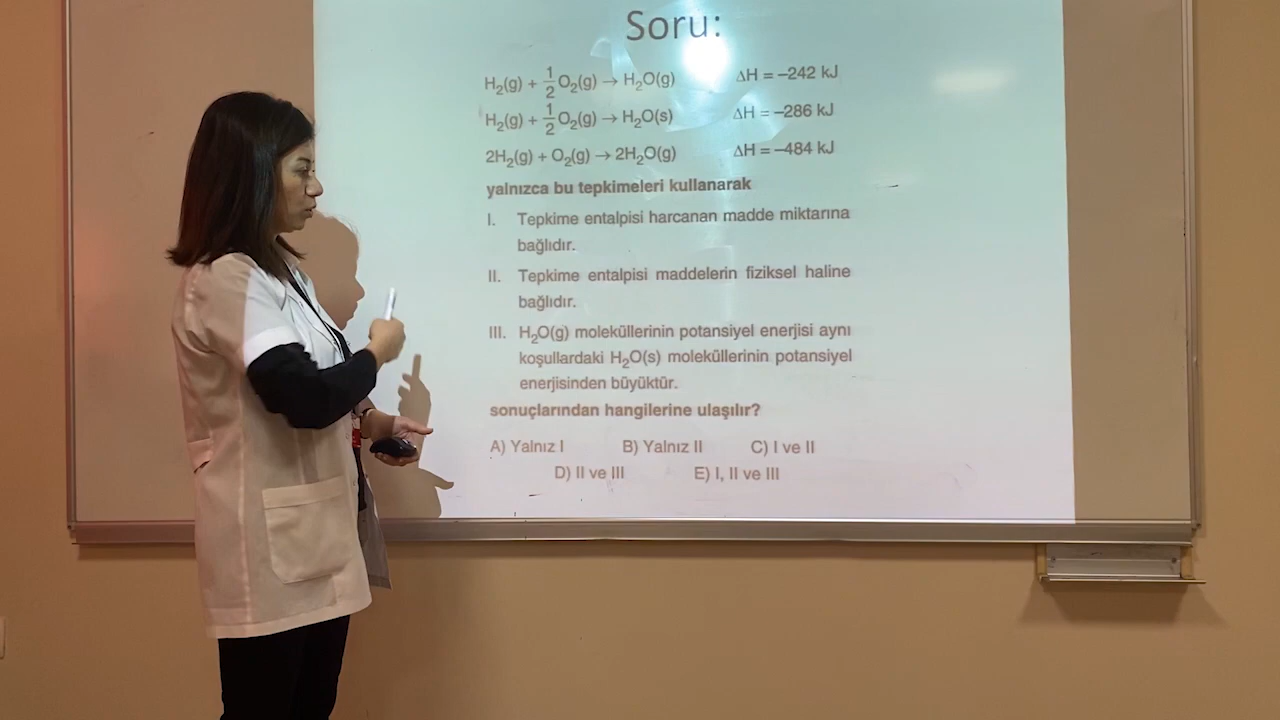 Soru:
H₂(g) + 1/2 O₂(g) → H₂O(g) ΔH = –242 kJ
H₂(g) + 1/2 O₂(g) → H₂O(s) ΔH = –286 kJ
2H₂(g) + O₂(g) → 2H₂O(g) ΔH = –484 kJ
yalnızca bu tepkimeleri kullanarak
I. Tepkime entalpisi harcanan madde miktarına
bağlıdır.
II. Tepkime entalpisi maddelerin fiziksel haline
bağlıdır.
III. H₂O(g) moleküllerinin potansiyel enerjisi aynı
koşullardaki H₂O(s) moleküllerinin potansiyel
enerjisinden büyüktür.
sonuçlarından hangilerine ulaşılır?
A) Yalnız I B) Yalnız II C) I ve II
D) II ve III E) I, II ve III